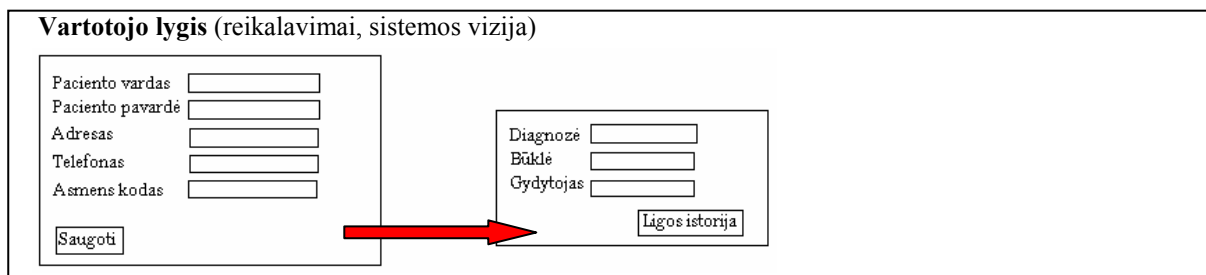 Vartotojo lygis (reikalavimai, sistemos vizija)
Paciento vardas
Paciento pavardė
Adresas
Telefonas
Asmens kodas
Saugoti
Diagnozė
Būklė
Gydytojas
Ligos istorija